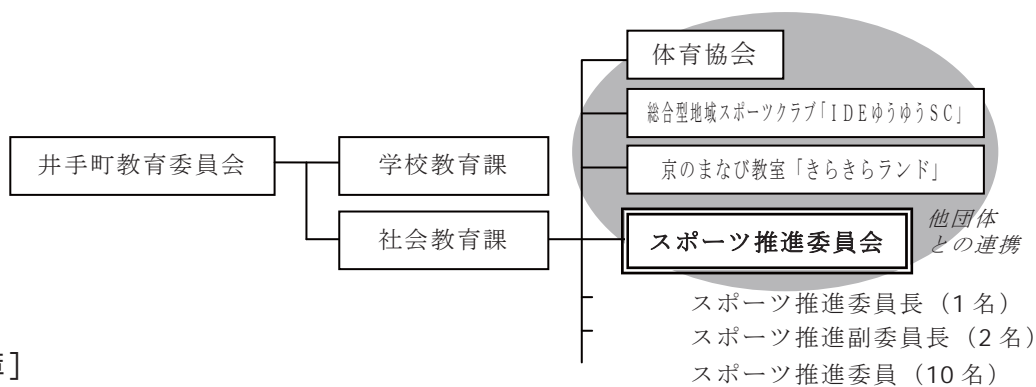 体育協会
総合型地域スポーツクラブ「IDEゆうゆうSC」
京のまなび教室「きらきらランド」
井手町教育委員会
学校教育課
社会教育課
スポーツ推進委員会
他団体
との連携
スポーツ推進委員長（1名）
スポーツ推進副委員長（2名）
スポーツ推進委員（10名）
］